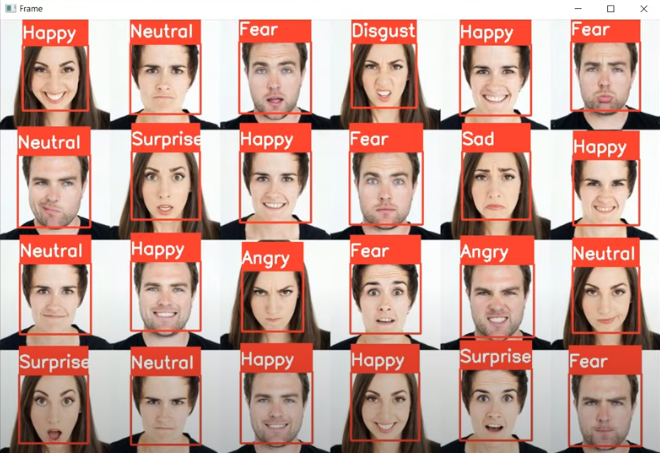 Frame
Happy
Neutral
Fear
Disgust
Happy
Fear
Neutral
Surprise
Happy
Fear
Sad
Happy
Neutral
Happy
Angry
Fear
Angry
Neutral
Surprise
Neutral
Happy
Happy
Surprise
Fear